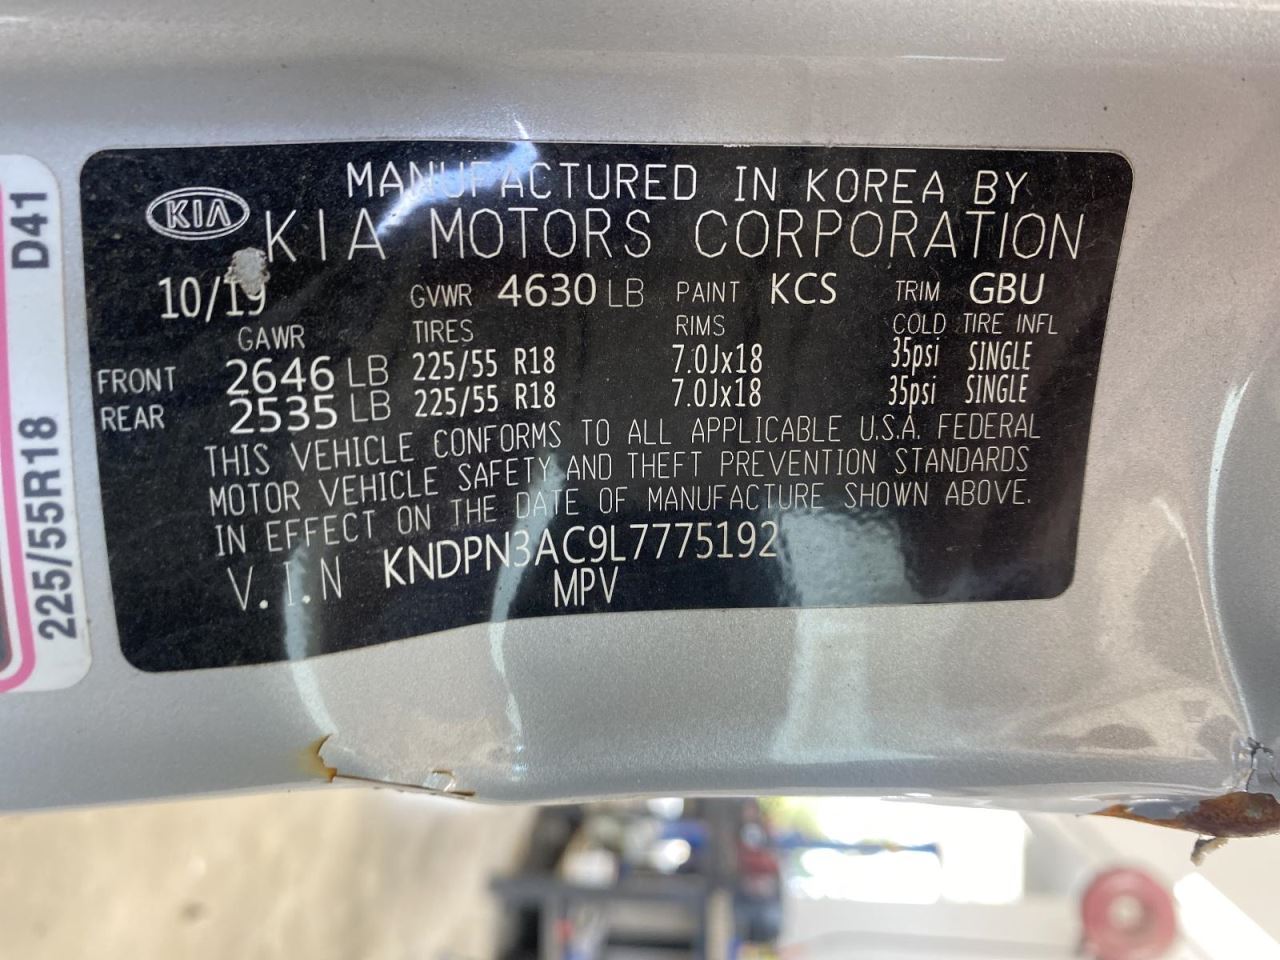 MANUFACTURED IN KOREA BY
KIA KIA MOTORS CORPORATION
10/19 GVWR 4630 LB PAINT KCS TRIM GBU
GAWR TIRES RIMS COLD TIRE INFL
FRONT 2646 LB 225/55 R18 7.0Jx18 35psi SINGLE
REAR 2535 LB 225/55 R18 7.0Jx18 35psi SINGLE
THIS VEHICLE CONFORMS TO ALL APPLICABLE U.S.A. FEDERAL
MOTOR VEHICLE SAFETY AND THEFT PREVENTION STANDARDS
IN EFFECT ON THE DATE OF MANUFACTURE SHOWN ABOVE.
V.I.N KNDPN3AC9L7775192
MPV
225/55R18 D41